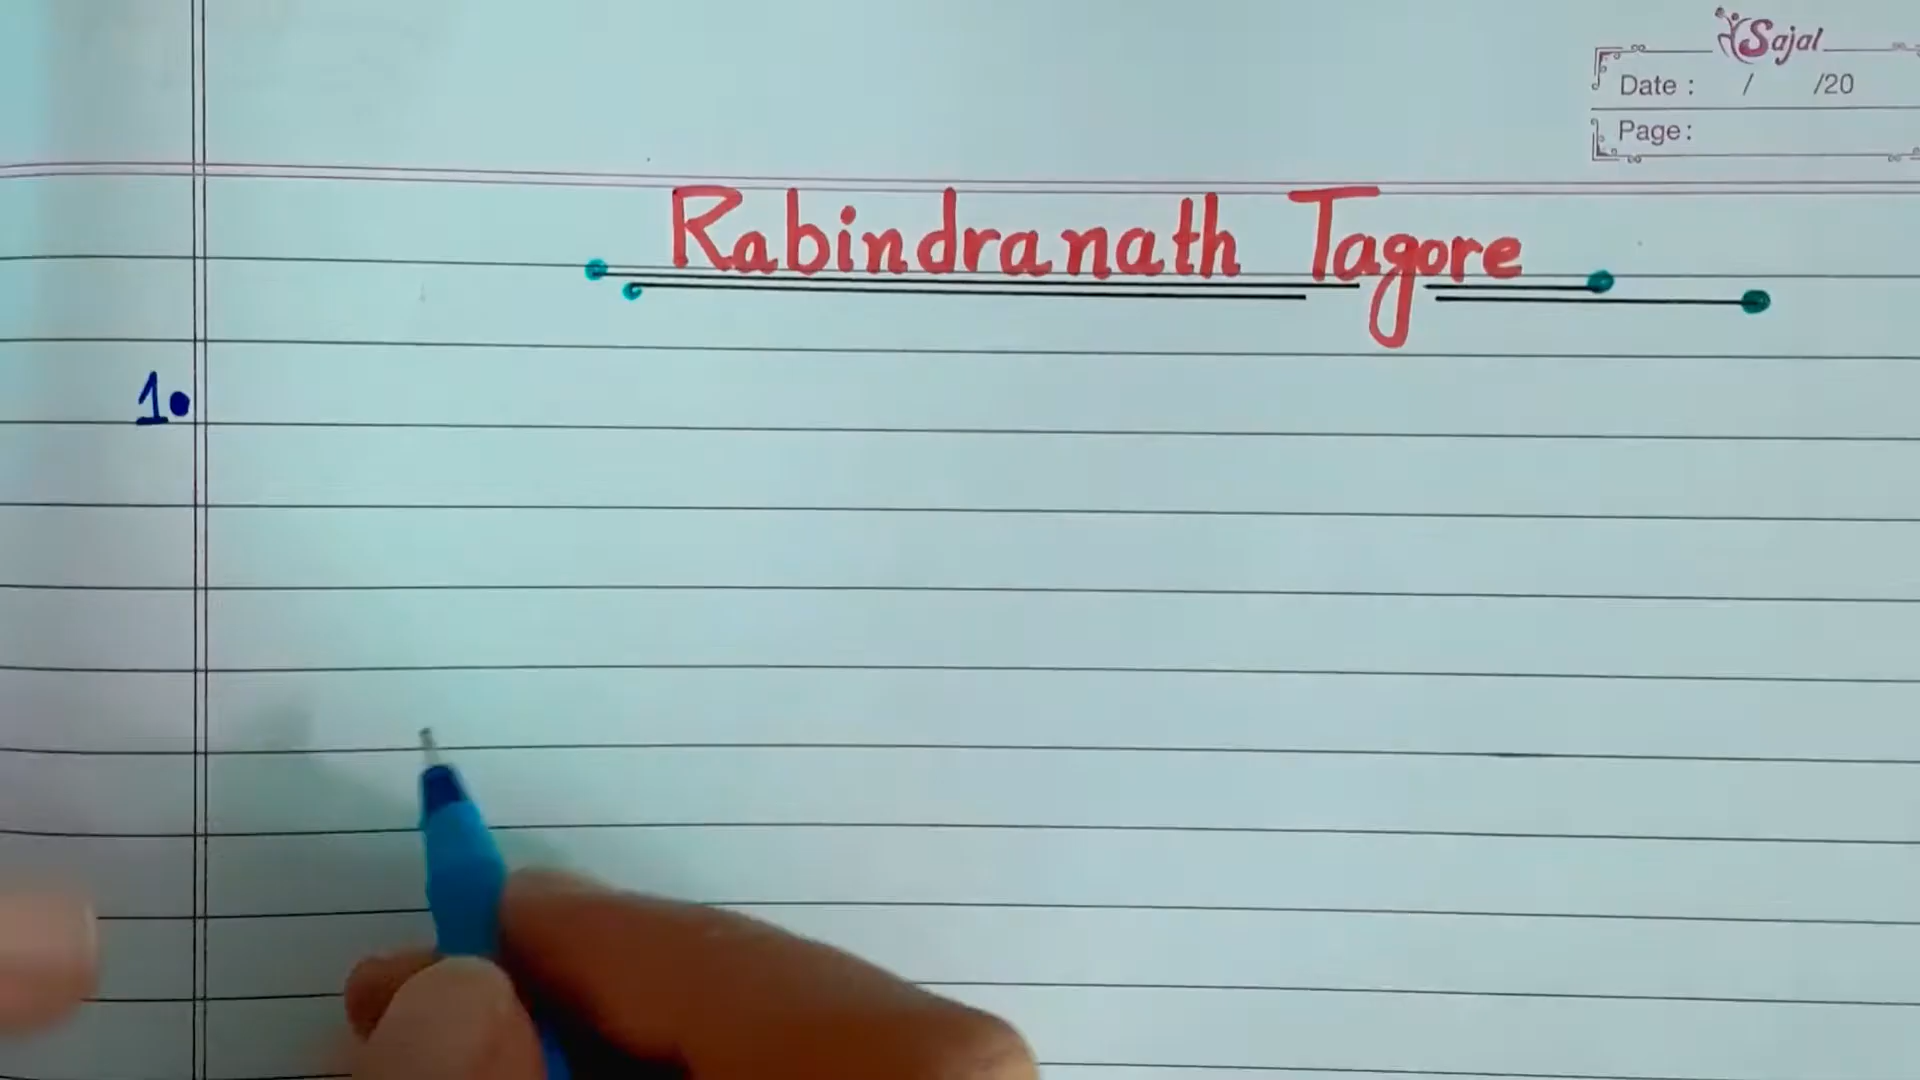 Sajal
Date : / /20
Page :
Rabindranath Tagore
1.